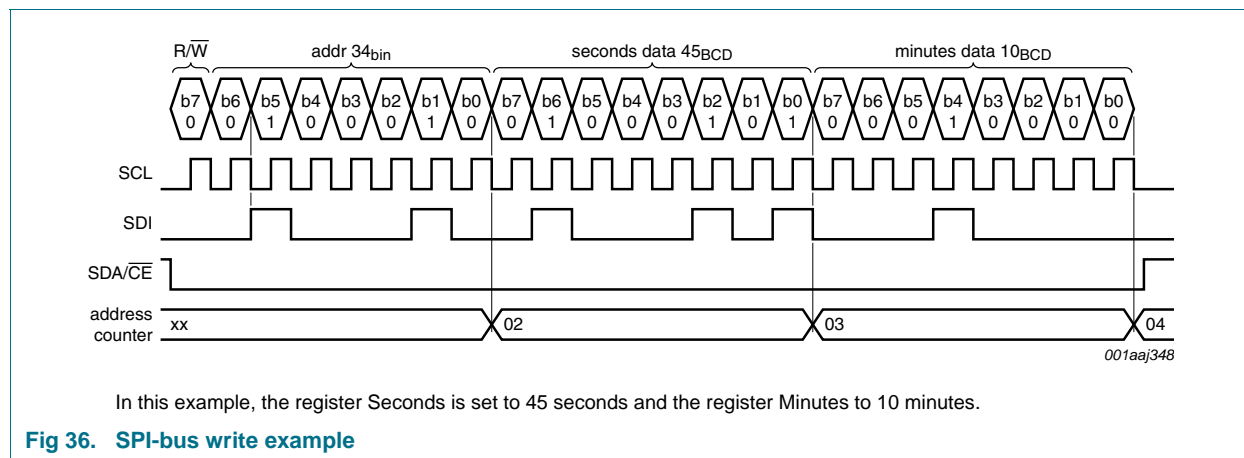 R/W addr 34bin seconds data 45BCD minutes data 10BCD
b7 b6 b5 b4 b3 b2 b1 b0 b7 b6 b5 b4 b3 b2 b1 b0 b7 b6 b5 b4 b3 b2 b1 b0
0 0 1 0 0 0 1 0 0 1 0 0 0 1 0 1 0 0 0 1 0 0 0 0
SCL
SDI
SDA/CE
address
counter
xx 02 03 04
001aaj348
In this example, the register Seconds is set to 45 seconds and the register Minutes to 10 minutes.
Fig 36. SPI-bus write example